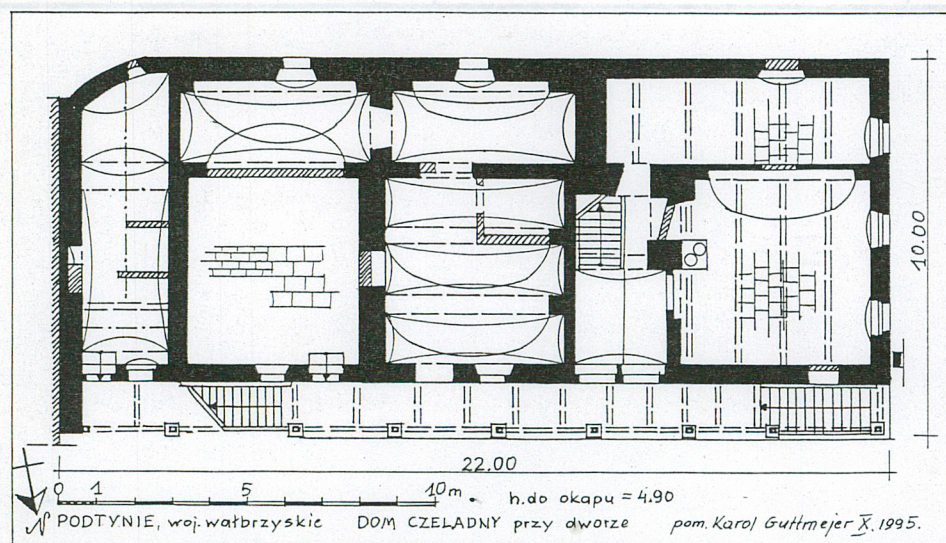 10.00
22.00
0 1 5 10 m. h. do okapu = 4.90
N PODTYNIE, woj. wałbrzyskie DOM CZELADNY przy dworze pom. Karol Guttmejer X. 1995.